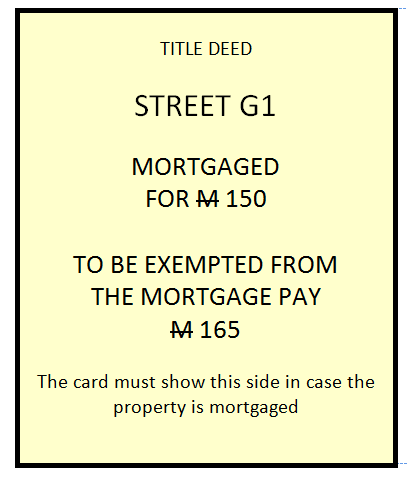 TITLE DEED
STREET G1
MORTGAGED
FOR M 150
TO BE EXEMPTED FROM
THE MORTGAGE PAY
M 165
The card must show this side in case the
property is mortgaged